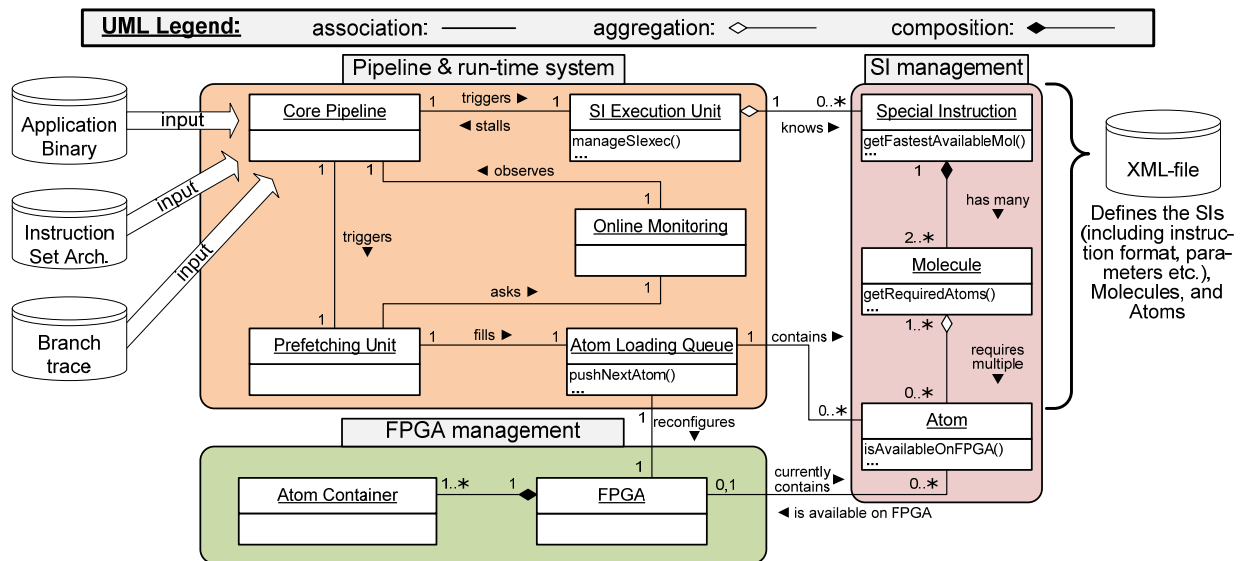 UML Legend: association: aggregation: composition:
Pipeline & run-time system
SI management
Application
Binary
input
Instruction
Set Arch.
input
Branch
trace
input
Core Pipeline
1 triggers ► 1
◄ stalls
SI Execution Unit
manageSIexec()
...
1 0..*
knows ►
Special Instruction
getFastestAvailableMol()
...
XML-file
Defines the SIs
(including instruc-
tion format, para-
meters etc.),
Molecules, and
Atoms
1 1
◄ observes
1
has many
▼
Online Monitoring
1
triggers
▼
2..*
Molecule
getRequiredAtoms()
...
asks ►
1
1
1..*
Prefetching Unit
1 fills ► 1
Atom Loading Queue
pushNextAtom()
...
1 contains ►
requires
multiple
▼
0..*
0..*
Atom
isAvailableOnFPGA()
...
1
reconfigures
▼
FPGA management
1
Atom Container
1..* 1
FPGA
0,1
currently ►
contains
0..*
◄ is available on FPGA